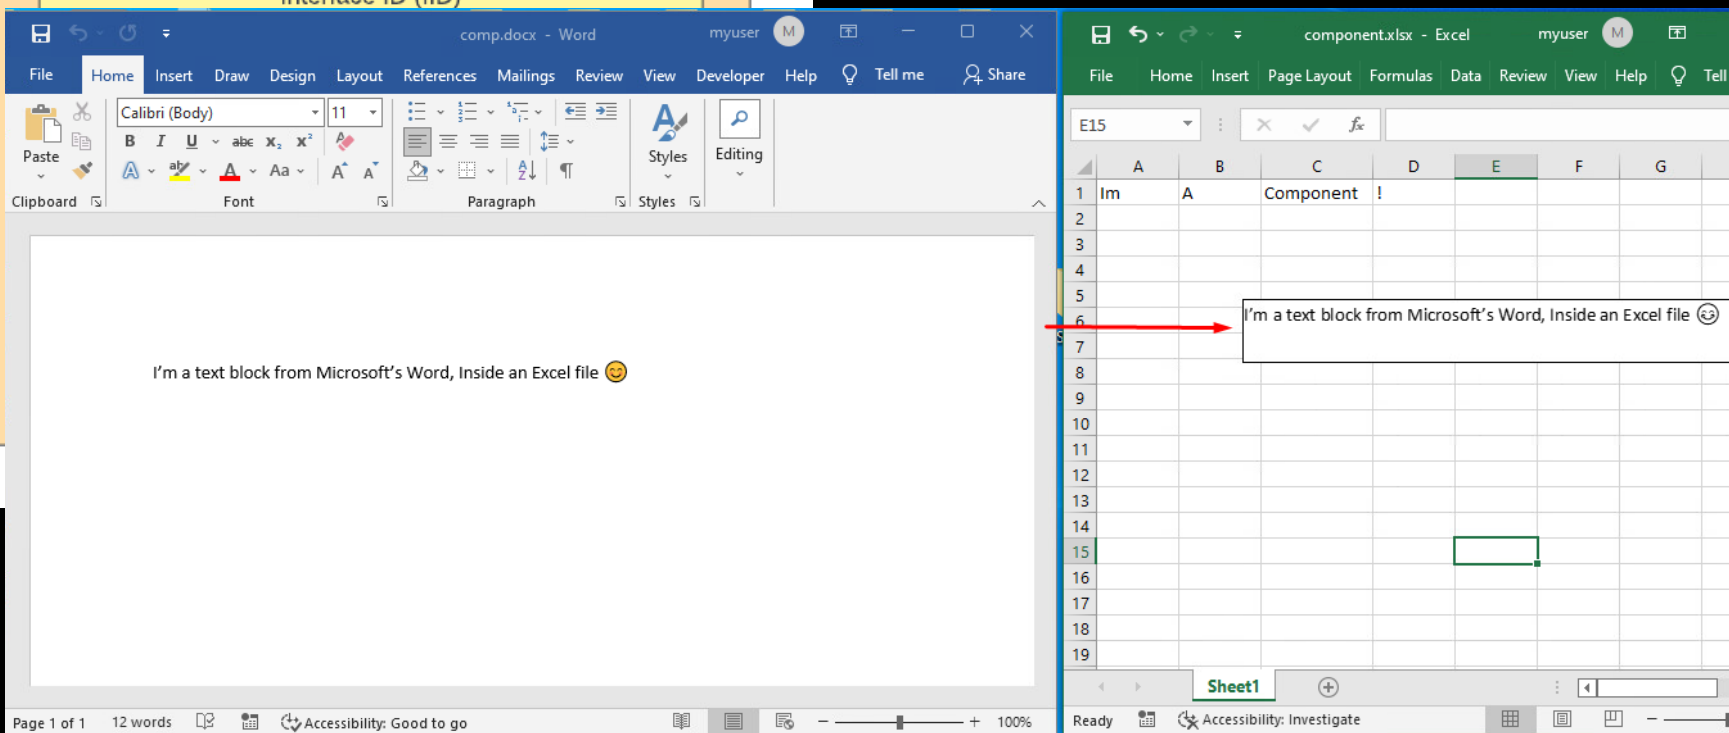 Interface ID (IID)
comp.docx - Word
myuser
M
File Home Insert Draw Design Layout References Mailings Review View Developer Help Tell me Share
Calibri (Body) 11
B I U abc x₂ x²
Paste
A aby A Aa A A
Styles
Editing
Clipboard Font Paragraph Styles
I'm a text block from Microsoft's Word, Inside an Excel file 😊
Page 1 of 1 12 words Accessibility: Good to go 100%
component.xlsx - Excel
myuser
M
File Home Insert Page Layout Formulas Data Review View Help Tell
E15 fx
A B C D E F G
1 Im A Component !
2
3
4
5
6 I'm a text block from Microsoft's Word, Inside an Excel file 😊
7
8
9
10
11
12
13
14
15
16
17
18
19
Sheet1
Ready Accessibility: Investigate